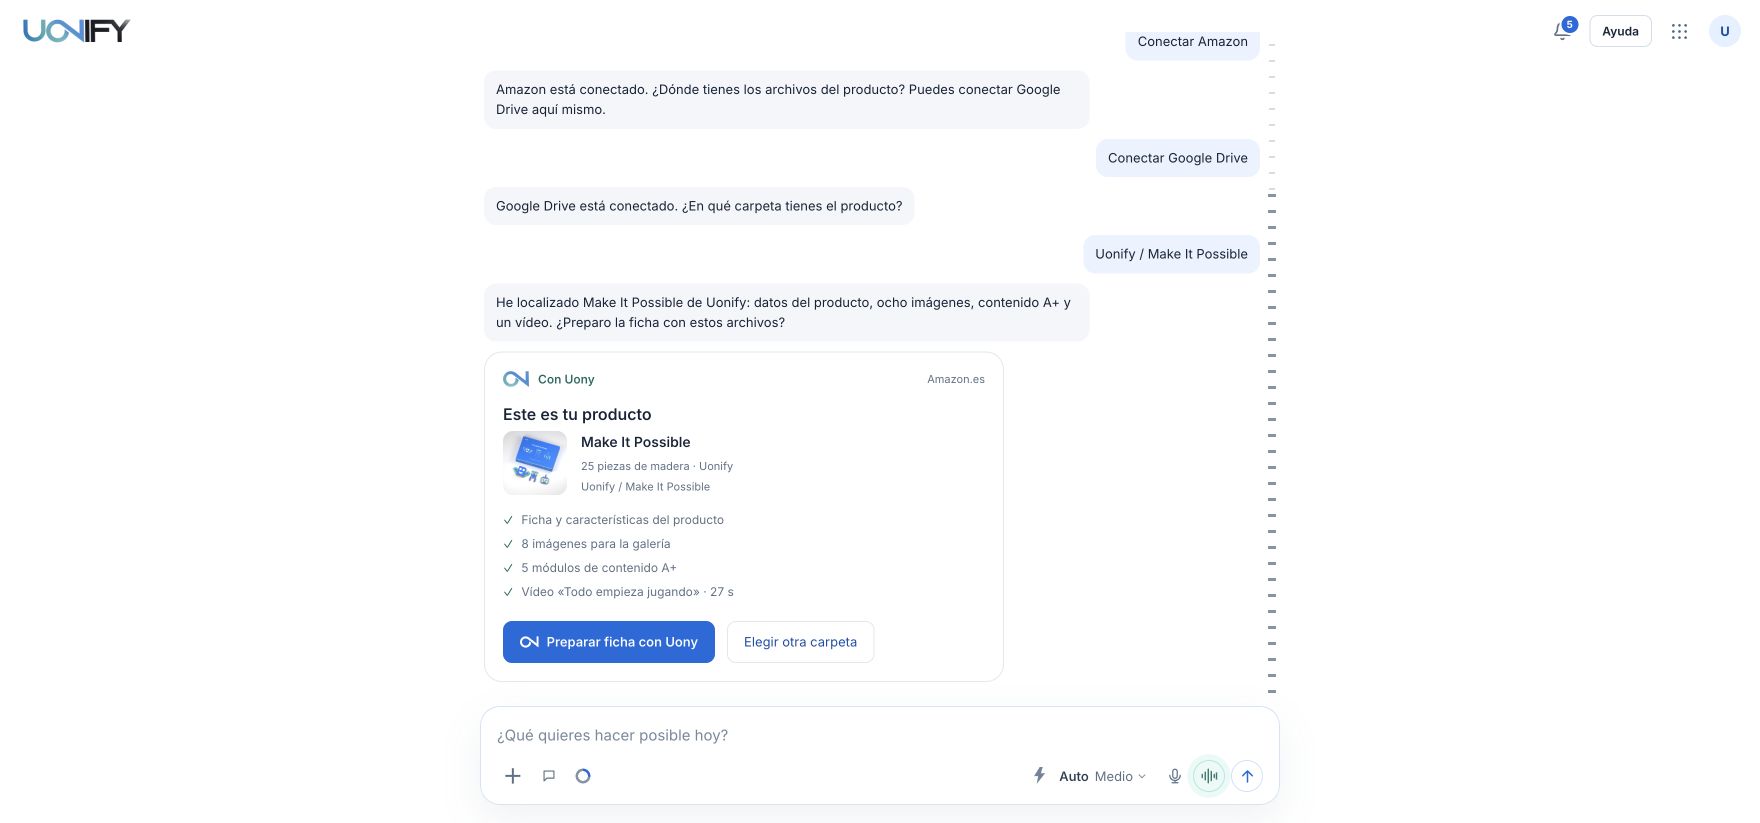 UONIFY
5
Ayuda
U
Conectar Amazon
Amazon está conectado. ¿Dónde tienes los archivos del producto? Puedes conectar Google
Drive aquí mismo.
Conectar Google Drive
Google Drive está conectado. ¿En qué carpeta tienes el producto?
Uonify / Make It Possible
He localizado Make It Possible de Uonify: datos del producto, ocho imágenes, contenido A+ y
un vídeo. ¿Preparo la ficha con estos archivos?
Con Uony
Amazon.es
Este es tu producto
Make It Possible
25 piezas de madera · Uonify
Uonify / Make It Possible
Ficha y características del producto
8 imágenes para la galería
5 módulos de contenido A+
Vídeo «Todo empieza jugando» · 27 s
Preparar ficha con Uony
Elegir otra carpeta
¿Qué quieres hacer posible hoy?
Auto Medio